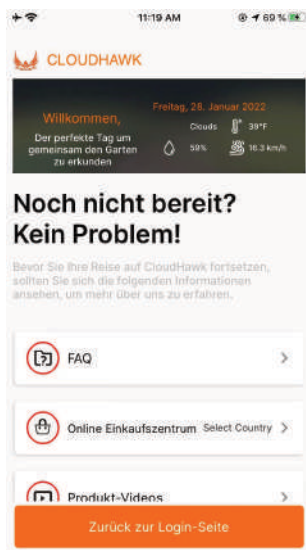 11:19 AM
69 %
CLOUDHAWK
Willkommen,
Der perfekte Tag um
gemeinsam den Garten
zu erkunden
Freitag, 28. Januar 2022
Clouds 39°F
59% 16.3 km/h
Noch nicht bereit?
Kein Problem!
Bevor Sie Ihre Reise auf CloudHawk fortsetzen,
sollten Sie sich die folgenden Informationen
ansehen, um mehr über uns zu erfahren.
FAQ
Online Einkaufszentrum Select Country
Produkt-Videos
Zurück zur Login-Seite